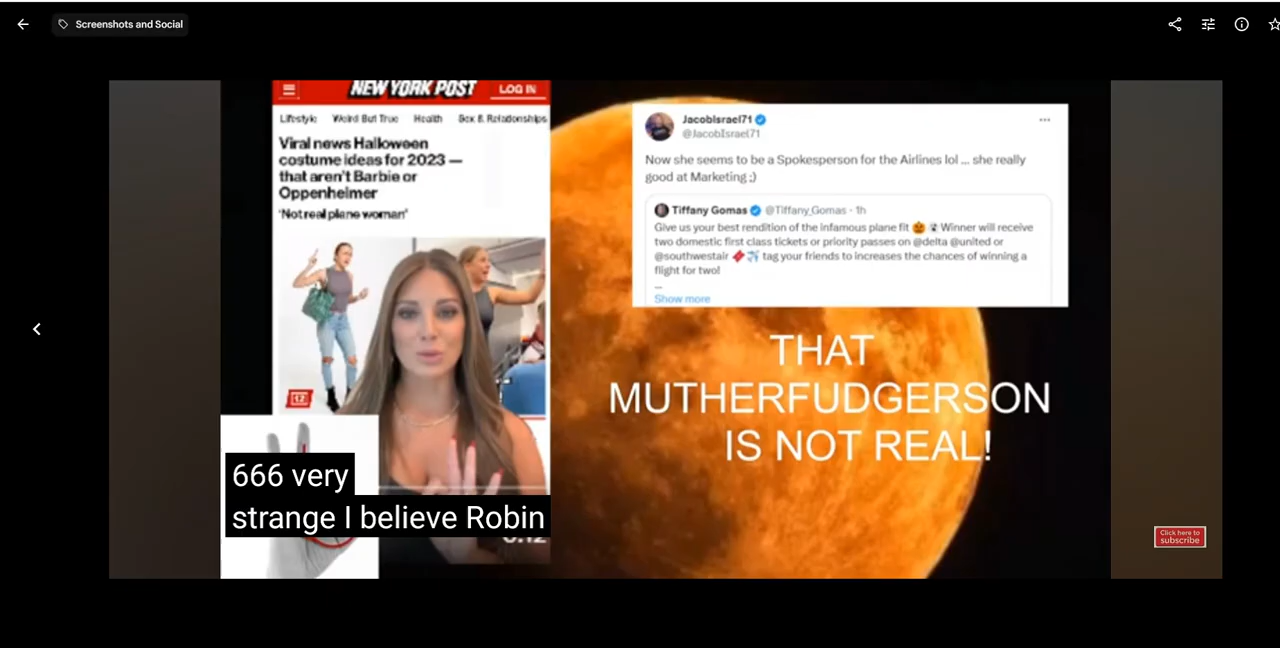 Screenshots and Social
NEW YORK POST
LOG IN
Lifestyle Weird But True Health Sex & Relationships
Viral news Halloween
costume ideas for 2023 —
that aren't Barbie or
Oppenheimer
'Not real plane woman'
12
666 very
strange I believe Robin
0:12
JacobIsrael71
@JacobIsrael71
Now she seems to be a Spokesperson for the Airlines lol ... she really
good at Marketing ;)
Tiffany Gomas @Tiffany_Gomas · 1h
Give us your best rendition of the infamous plane fit 🎃 Winner will receive
two domestic first class tickets or priority passes on @delta @united or
@southwestair ✈️ tag your friends to increases the chances of winning a
flight for two!
...
Show more
THAT
MUTHERFUDGERSON
IS NOT REAL!
Click here to
subscribe